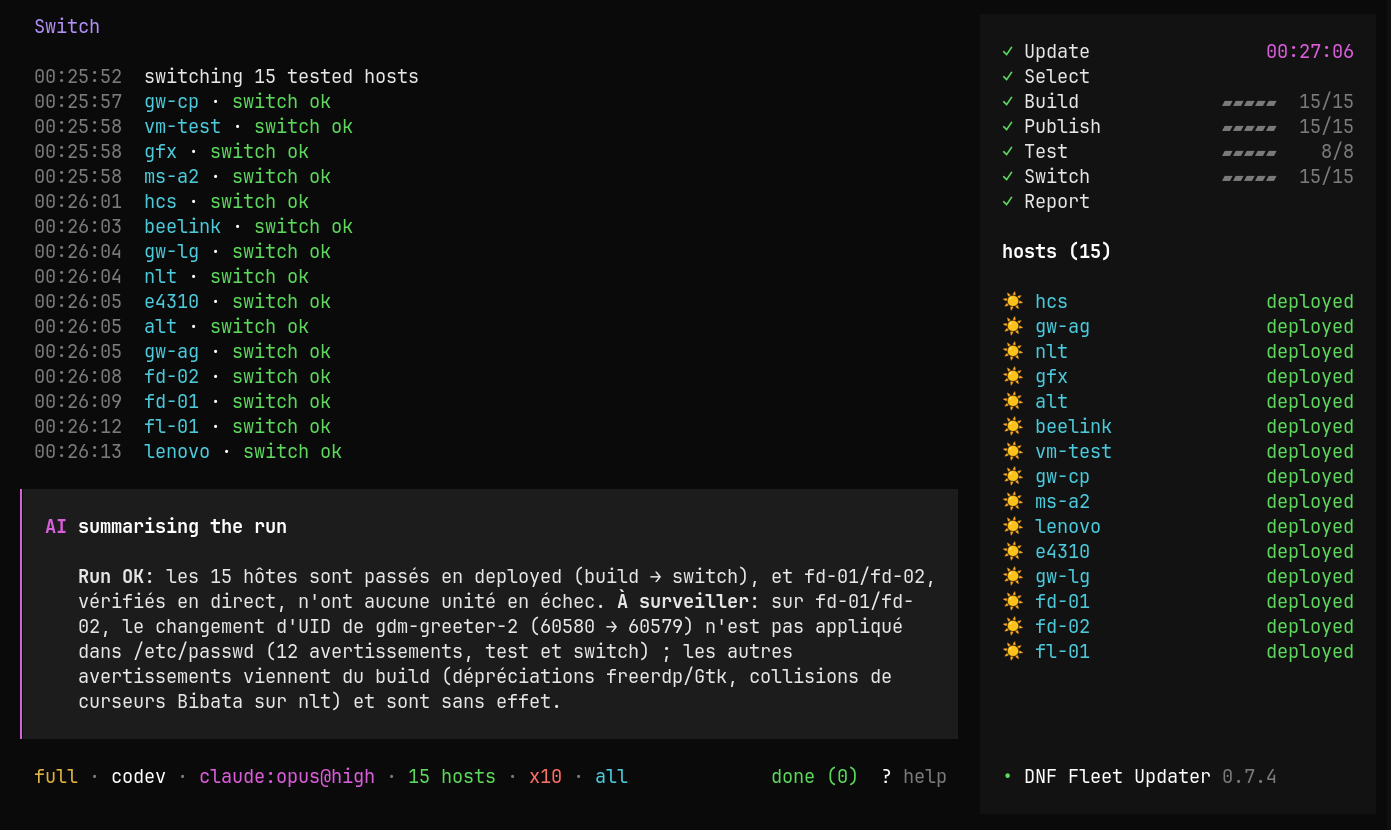 Switch
00:25:52 switching 15 tested hosts
00:25:57 gw-cp · switch ok
00:25:58 vm-test · switch ok
00:25:58 gfx · switch ok
00:25:58 ms-a2 · switch ok
00:26:01 hcs · switch ok
00:26:03 beelink · switch ok
00:26:04 gw-lg · switch ok
00:26:04 nlt · switch ok
00:26:05 e4310 · switch ok
00:26:05 alt · switch ok
00:26:05 gw-ag · switch ok
00:26:08 fd-02 · switch ok
00:26:09 fd-01 · switch ok
00:26:12 fl-01 · switch ok
00:26:13 lenovo · switch ok
AI summarising the run
Run OK: les 15 hôtes sont passés en deployed (build → switch), et fd-01/fd-02,
vérifiés en direct, n'ont aucune unité en échec. À surveiller: sur fd-01/fd-
02, le changement d'UID de gdm-greeter-2 (60580 → 60579) n'est pas appliqué
dans /etc/passwd (12 avertissements, test et switch) ; les autres
avertissements viennent du build (dépréciations freerdp/Gtk, collisions de
curseurs Bibata sur nlt) et sont sans effet.
full · codev · claude:opus@high · 15 hosts · x10 · all done (0) ? help
✓ Update 00:27:06
✓ Select
✓ Build ▰▰▰▰▰ 15/15
✓ Publish ▰▰▰▰▰ 15/15
✓ Test ▰▰▰▰▰ 8/8
✓ Switch ▰▰▰▰▰ 15/15
✓ Report
hosts (15)
☀️ hcs deployed
☀️ gw-ag deployed
☀️ nlt deployed
☀️ gfx deployed
☀️ alt deployed
☀️ beelink deployed
☀️ vm-test deployed
☀️ gw-cp deployed
☀️ ms-a2 deployed
☀️ lenovo deployed
☀️ e4310 deployed
☀️ gw-lg deployed
☀️ fd-01 deployed
☀️ fd-02 deployed
☀️ fl-01 deployed
• DNF Fleet Updater 0.7.4